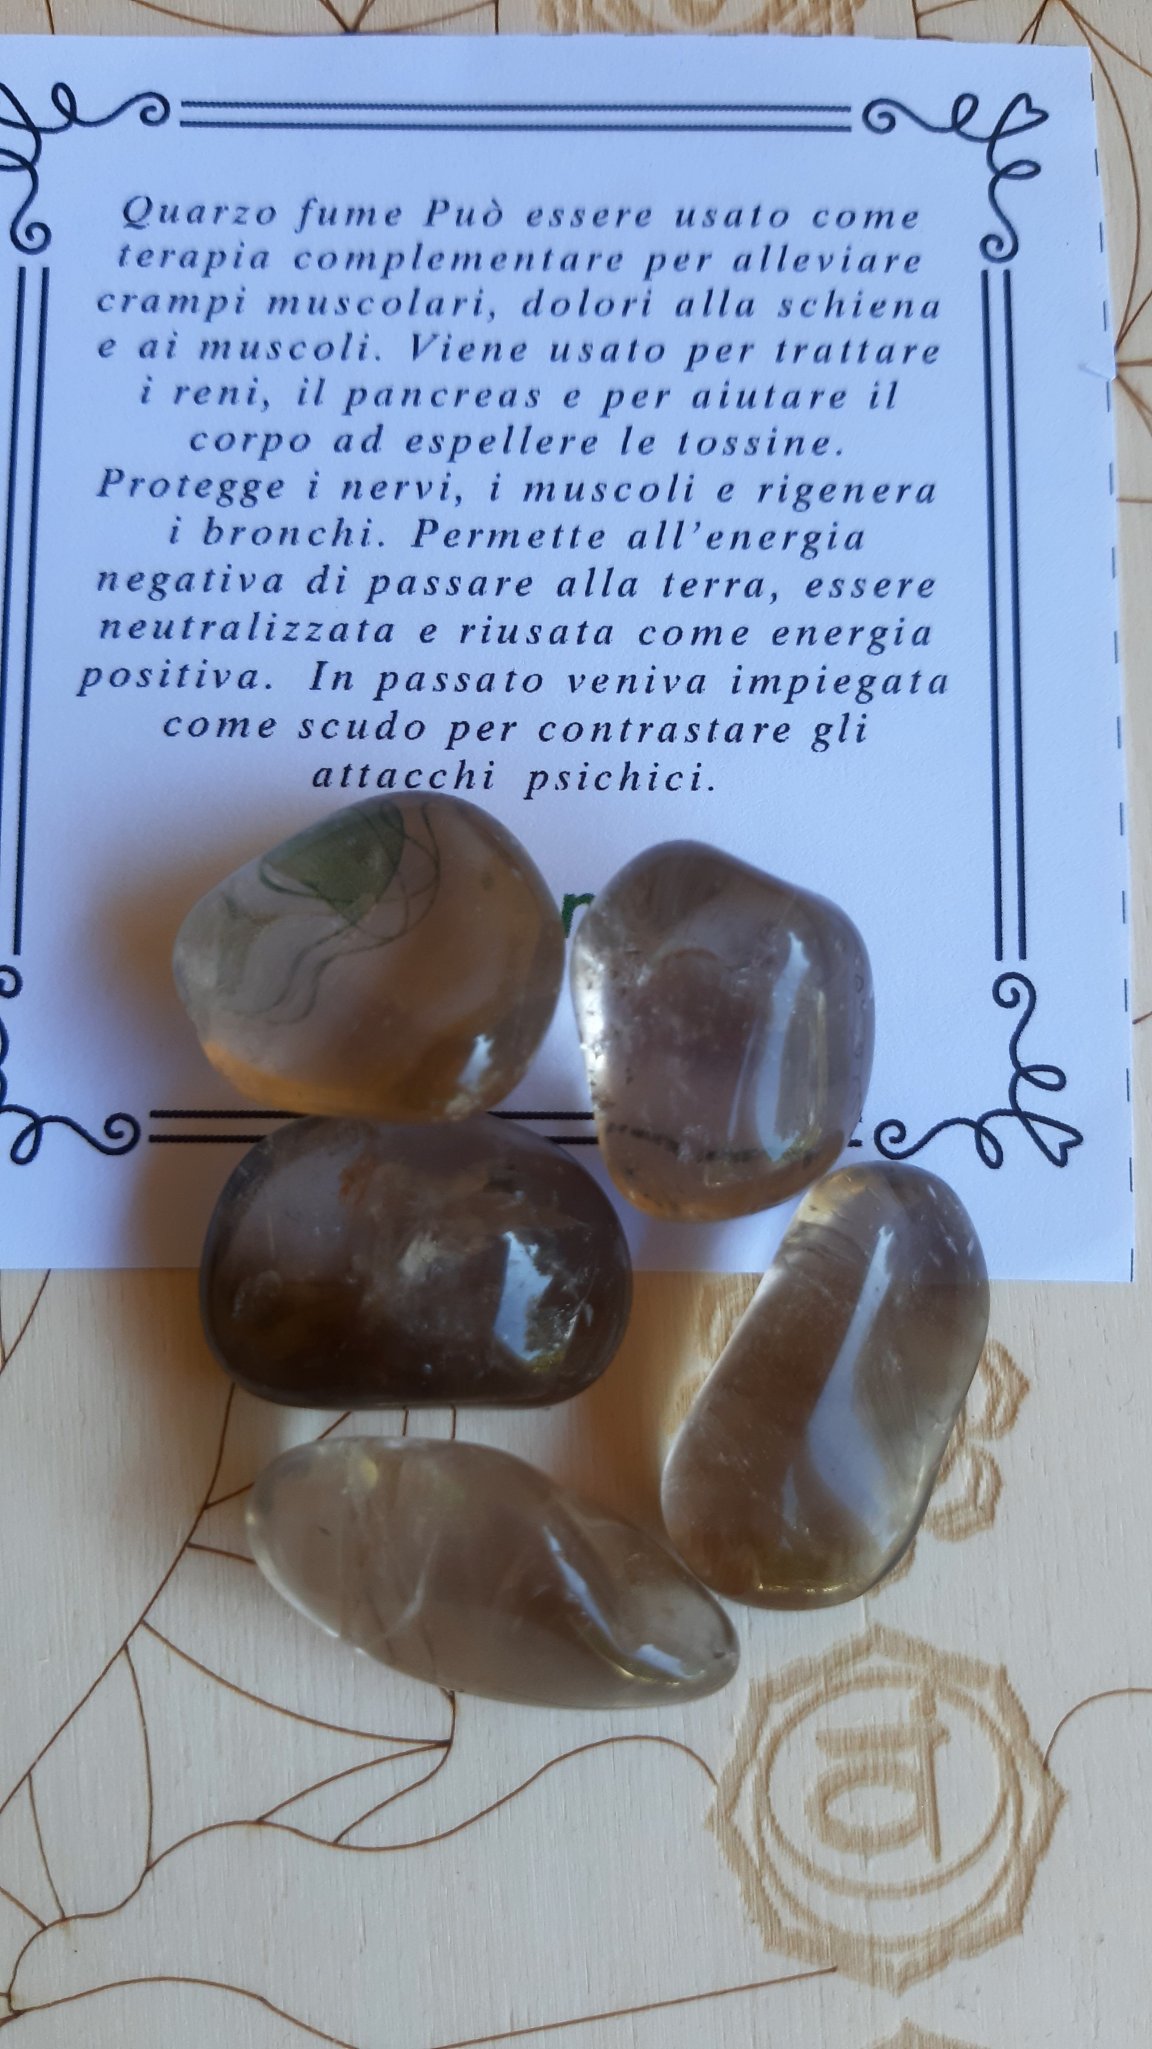 Quarzo fume Può essere usato come
terapia complementare per alleviare
crampi muscolari, dolori alla schiena
e ai muscoli. Viene usato per trattare
i reni, il pancreas e per aiutare il
corpo ad espellere le tossine.
Protegge i nervi, i muscoli e rigenera
i bronchi. Permette all'energia
negativa di passare alla terra, essere
neutralizzata e riusata come energia
positiva. In passato veniva impiegata
come scudo per contrastare gli
attacchi psichici.